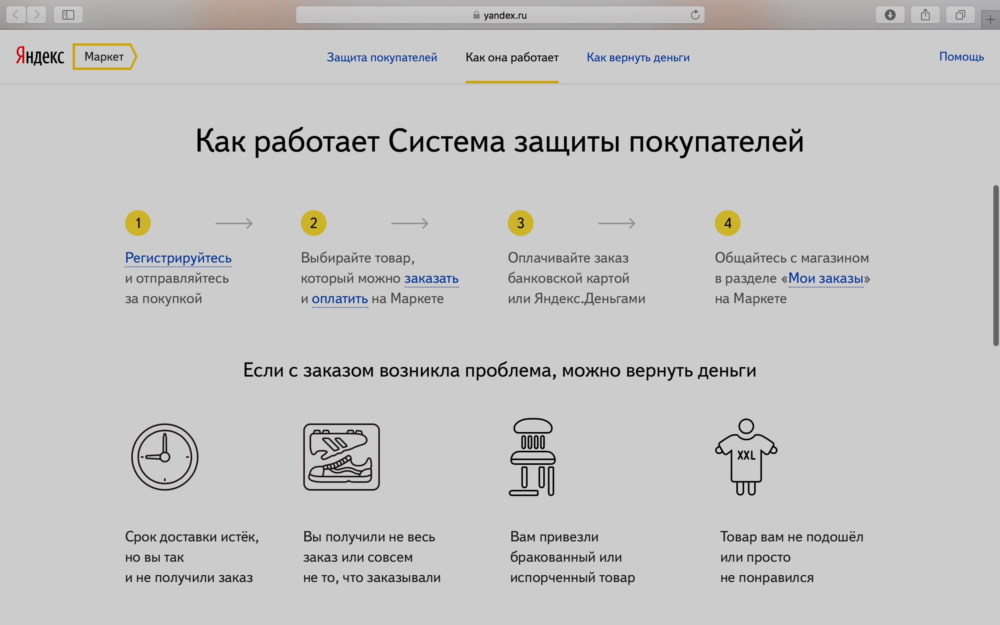 yandex.ru
Яндекс Маркет
Защита покупателей Как она работает Как вернуть деньги Помощь
Как работает Система защиты покупателей
1
Регистрируйтесь
и отправляйтесь
за покупкой
2
Выбирайте товар,
который можно заказать
и оплатить на Маркете
3
Оплачивайте заказ
банковской картой
или Яндекс.Деньгами
4
Общайтесь с магазином
в разделе «Мои заказы»
на Маркете
Если с заказом возникла проблема, можно вернуть деньги
XXL
Срок доставки истёк,
но вы так
и не получили заказ
Вы получили не весь
заказ или совсем
не то, что заказывали
Вам привезли
бракованный или
испорченный товар
Товар вам не подошёл
или просто
не понравился